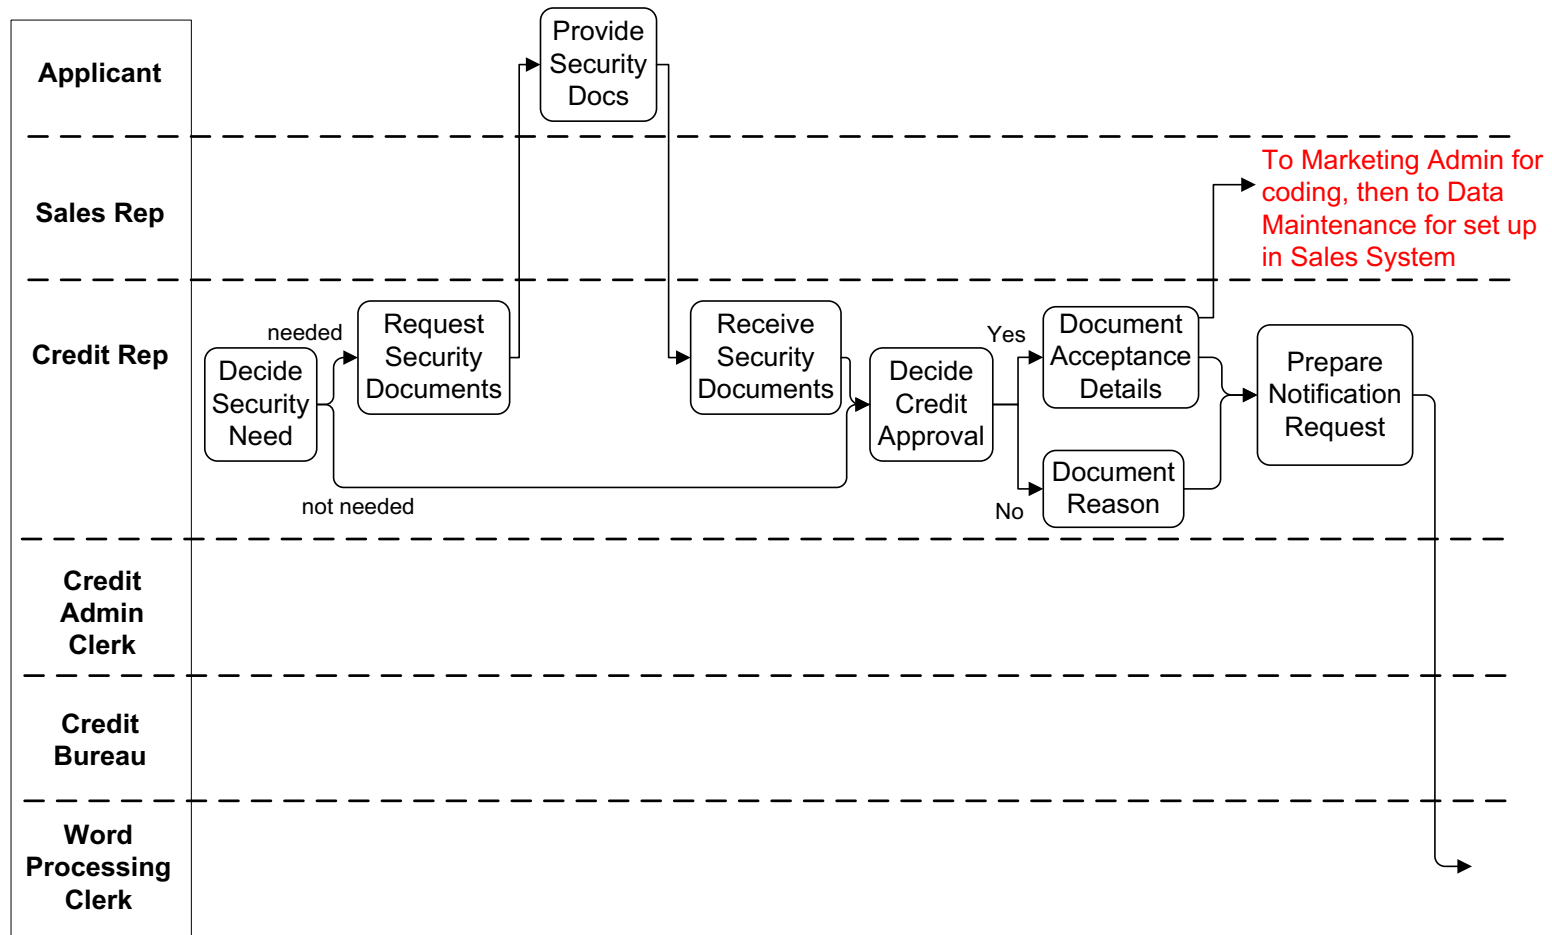 Applicant
Provide
Security
Docs
Sales Rep
To Marketing Admin for
coding, then to Data
Maintenance for set up
in Sales System
Credit Rep
Decide
Security
Need
needed
not needed
Request
Security
Documents
Receive
Security
Documents
Decide
Credit
Approval
Yes
No
Document
Acceptance
Details
Document
Reason
Prepare
Notification
Request
Credit
Admin
Clerk
Credit
Bureau
Word
Processing
Clerk